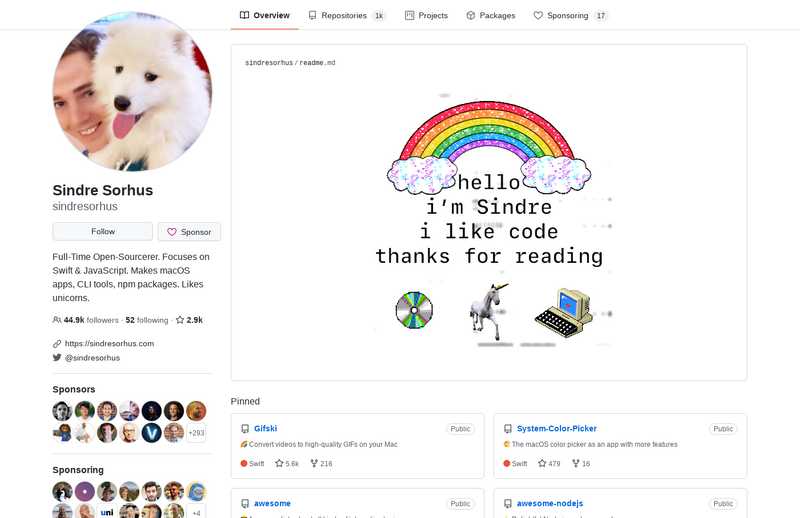 Overview
Repositories 1k
Projects
Packages
Sponsoring 17
Sindre Sorhus
sindresorhus
Follow
Sponsor
Full-Time Open-Sourcerer. Focuses on
Swift & JavaScript. Makes macOS
apps, CLI tools, npm packages. Likes
unicorns.
44.9k followers · 52 following · 2.9k
https://sindresorhus.com
@sindresorhus
Sponsors
+293
Sponsoring
uni
+4
sindresorhus / readme.md
hello
i'm Sindre
i like code
thanks for reading
Pinned
Gifski
Public
Convert videos to high-quality GIFs on your Mac
Swift 5.6k 216
System-Color-Picker
Public
The macOS color picker as an app with more features
Swift 479 16
awesome
Public
awesome-nodejs
Public